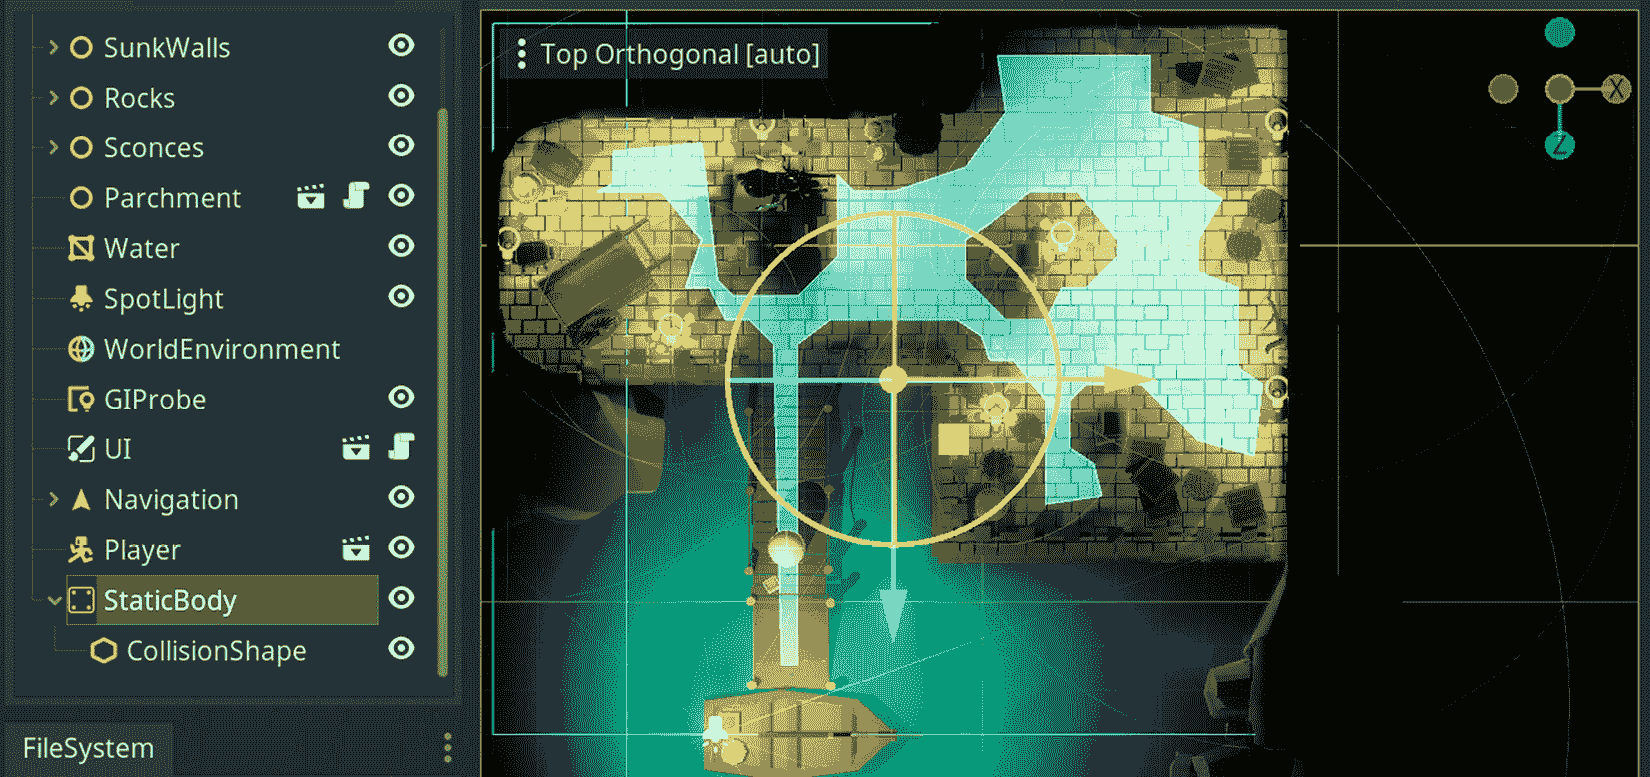 SunkWalls
Rocks
Sconces
Parchment
Water
SpotLight
WorldEnvironment
GIProbe
UI
Navigation
Player
StaticBody
CollisionShape
FileSystem
Top Orthogonal [auto]
X
Z